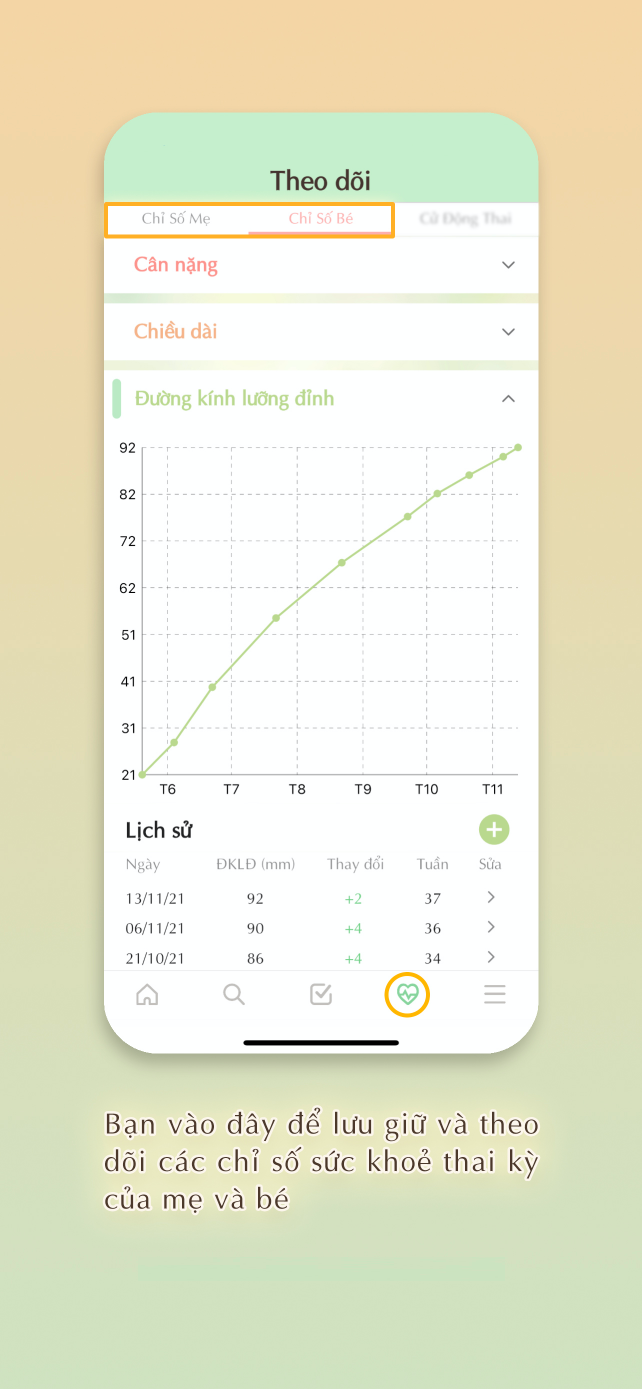 Theo dõi
Chỉ Số Mẹ Chỉ Số Bé Cử Động Thai
Cân nặng
Chiều dài
Đường kính lưỡng đỉnh
92
82
72
62
51
41
31
21
T6 T7 T8 T9 T10 T11
Lịch sử
Ngày ĐKLĐ (mm) Thay đổi Tuần Sửa
13/11/21 92 +2 37
06/11/21 90 +4 36
21/10/21 86 +4 34
Bạn vào đây để lưu giữ và theo
dõi các chỉ số sức khoẻ thai kỳ
của mẹ và bé